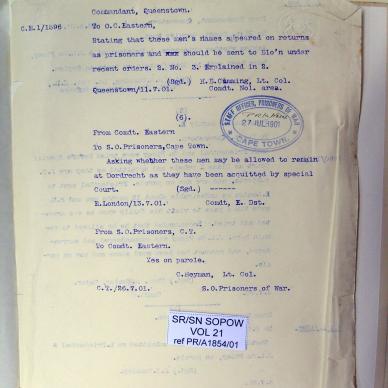 Commandant, Queenstown.
C.R.1/1596 To O.C.Eastern,
Stating that these men's names appeared on returns
as prisoners and xxx should be sent to Blo'n under
recent orders. 2. No. 3. Explained in 2.
(Sgd.) H.E.Cumming, Lt. Col.
Queenstown/11.7.01. Comdt. Nol. area.
(6).
STAFF OFFICER, PRISONERS OF WAR
27 JUL 1901
CAPE TOWN.
From Comdt. Eastern
To S.O.Prisoners,Cape Town.
Asking whether these men may be allowed to remain
at Dordrecht as they have been acquitted by special
Court. (Sgd.) ------
E.London/13.7.01. Comdt, E. Dst.
From S.O.Prisoners, C.T.
To Comdt. Eastern.
Yes on parole.
C.Heyman, Lt. Col.
C.T./26.7.01. S.O.Prisoners of War.
SR/SN SOPOW
VOL 21
ref PR/A1854/01